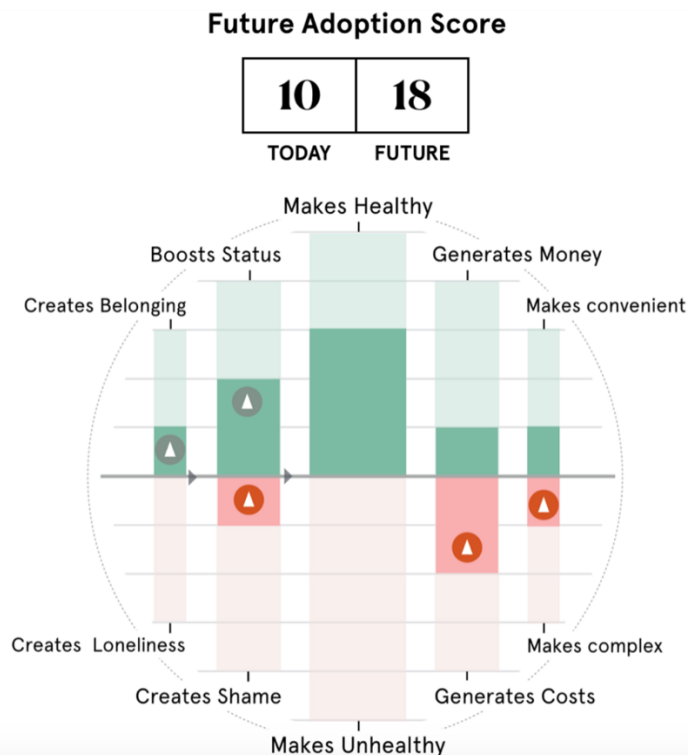 Future Adoption Score
10 18
TODAY FUTURE
Makes Healthy
Boosts Status Generates Money
Creates Belonging Makes convenient
Creates Loneliness Makes complex
Creates Shame Generates Costs
Makes Unhealthy